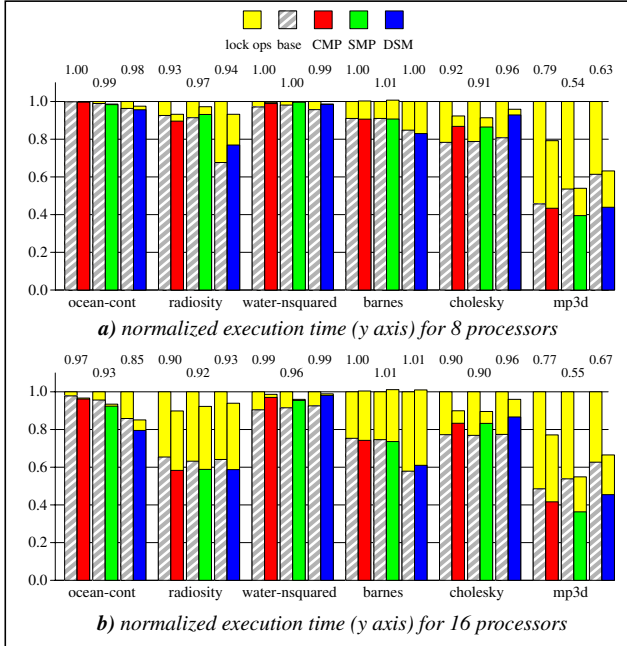 lock ops base CMP SMP DSM
1.00 0.98 0.93 0.94 1.00 0.99 1.00 1.00 0.92 0.96 0.79 0.63
0.99 0.97 1.00 1.01 0.91 0.54
1.0
0.8
0.6
0.4
0.2
0.0
ocean-cont radiosity water-nsquared barnes cholesky mp3d
a) normalized execution time (y axis) for 8 processors
0.97 0.85 0.90 0.93 0.99 0.99 1.00 1.01 0.90 0.96 0.77 0.67
0.93 0.92 0.96 1.01 0.90 0.55
1.0
0.8
0.6
0.4
0.2
0.0
ocean-cont radiosity water-nsquared barnes cholesky mp3d
b) normalized execution time (y axis) for 16 processors